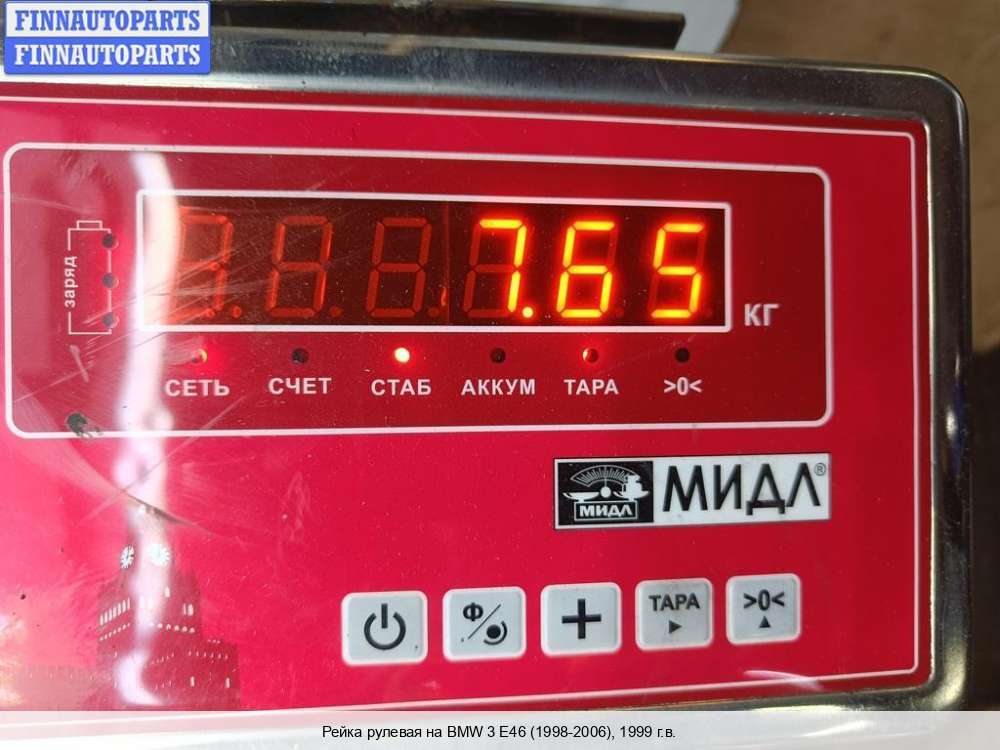 FINNAUTOPARTS
FINNAUTOPARTS
заряд
7.65
КГ
СЕТЬ СЧЕТ СТАБ АККУМ ТАРА >0<
МИДЛ МИДЛ®
Ф ТАРА >0<
Рейка рулевая на BMW 3 E46 (1998-2006), 1999 г.в.